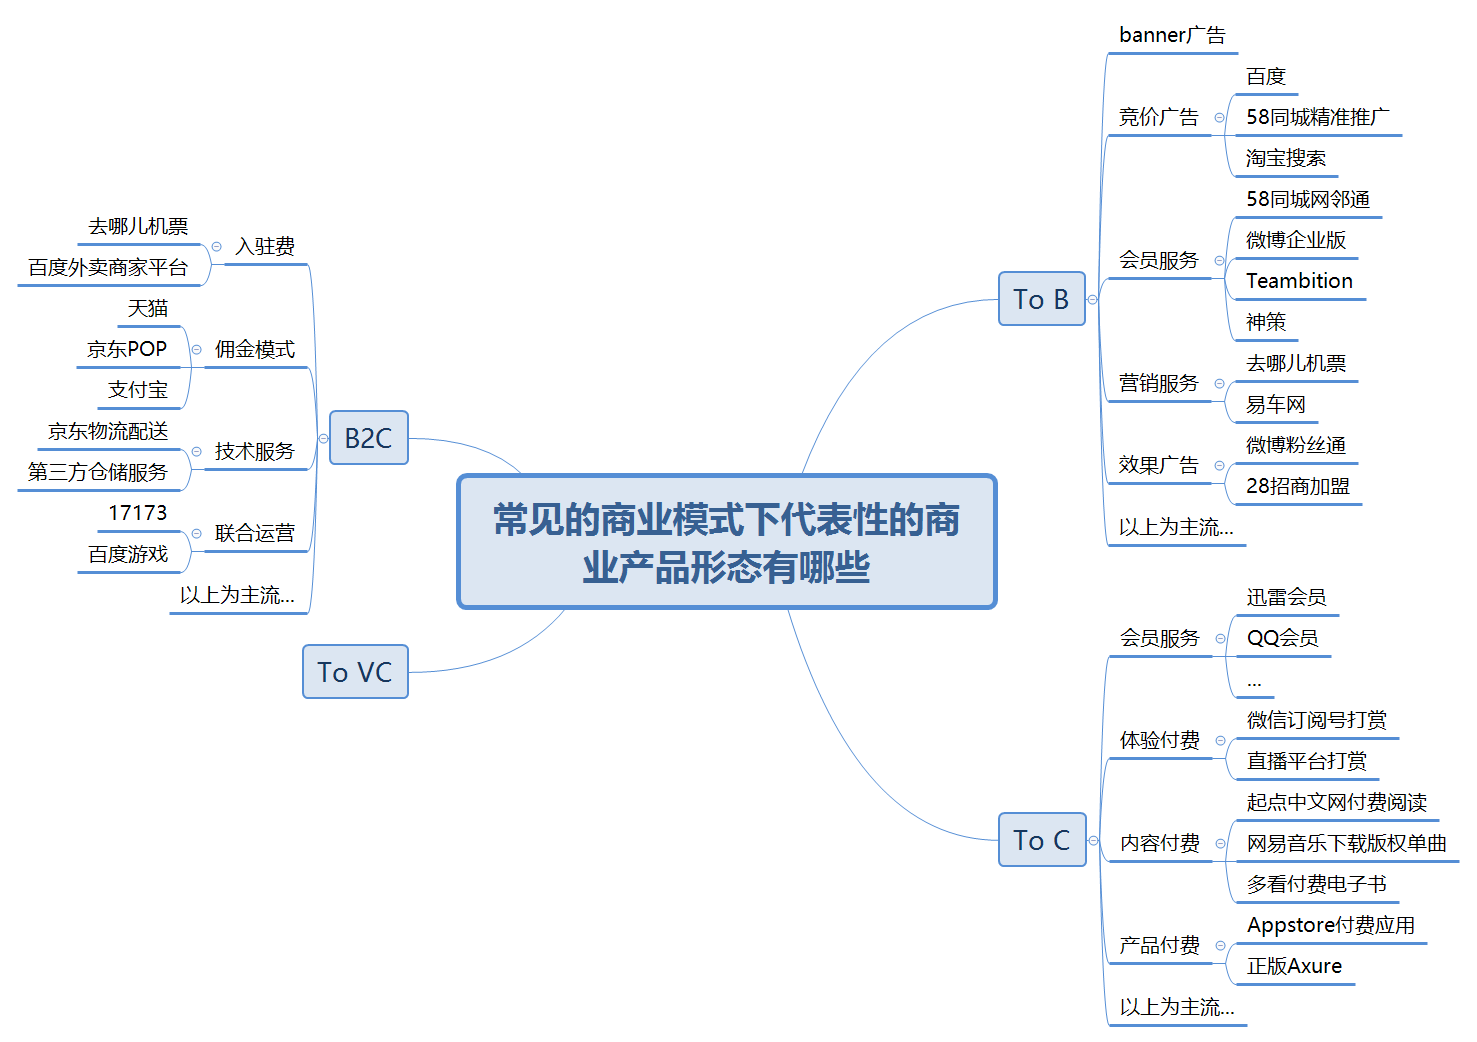 常见的商业模式下代表性的商
业产品形态有哪些
To B
banner广告
竞价广告
百度
58同城精准推广
淘宝搜索
会员服务
58同城网邻通
微博企业版
Teambition
神策
营销服务
去哪儿机票
易车网
效果广告
微博粉丝通
28招商加盟
以上为主流...
To C
会员服务
迅雷会员
QQ会员
...
体验付费
微信订阅号打赏
直播平台打赏
内容付费
起点中文网付费阅读
网易音乐下载版权单曲
多看付费电子书
产品付费
Appstore付费应用
正版Axure
以上为主流...
B2C
入驻费
去哪儿机票
百度外卖商家平台
佣金模式
天猫
京东POP
支付宝
技术服务
京东物流配送
第三方仓储服务
联合运营
17173
百度游戏
以上为主流...
To VC